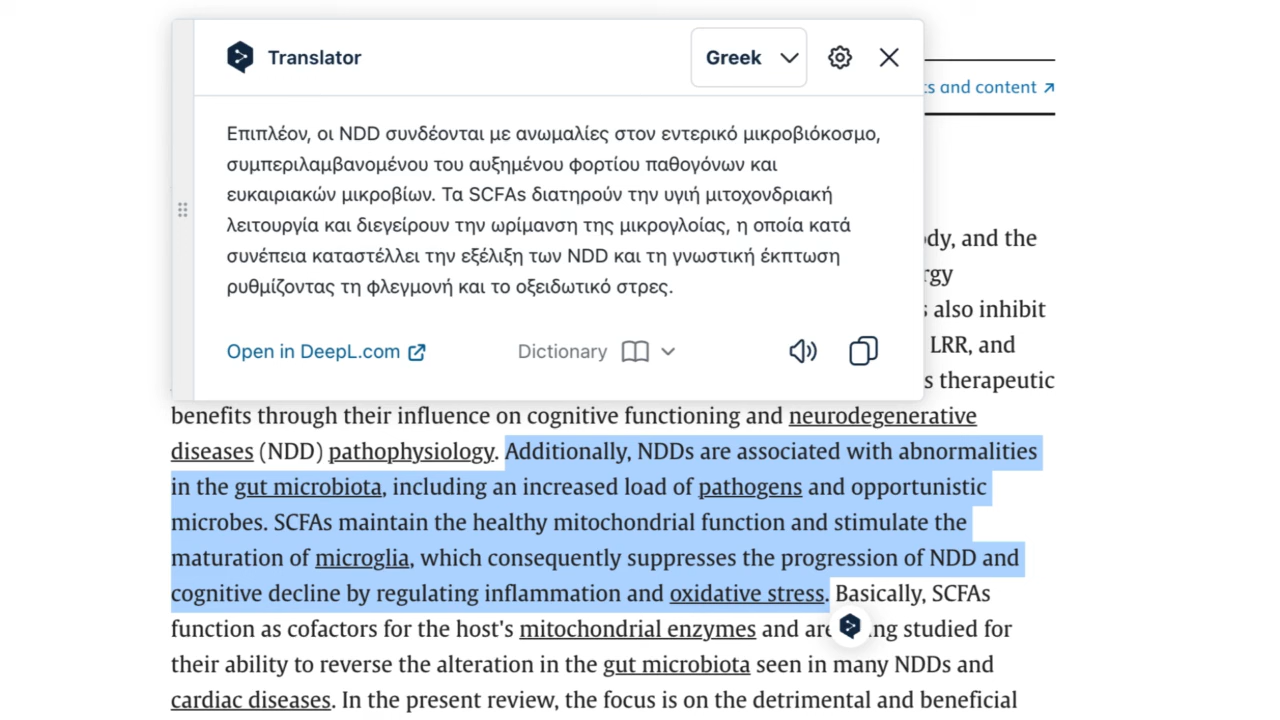 Translator
Greek
s and content
Επιπλέον, οι NDD συνδέονται με ανωμαλίες στον εντερικό μικροβιόκοσμο,
συμπεριλαμβανομένου του αυξημένου φορτίου παθογόνων και
ευκαιριακών μικροβίων. Τα SCFAs διατηρούν την υγιή μιτοχονδριακή
λειτουργία και διεγείρουν την ωρίμανση της μικρογλοίας, η οποία κατά
συνέπεια καταστέλλει την εξέλιξη των NDD και τη γνωστική έκπτωση
ρυθμίζοντας τη φλεγμονή και το οξειδωτικό στρες.
Open in DeepL.com
Dictionary
dy, and the
rgy
s also inhibit
LRR, and
s therapeutic
benefits through their influence on cognitive functioning and neurodegenerative
diseases (NDD) pathophysiology. Additionally, NDDs are associated with abnormalities
in the gut microbiota, including an increased load of pathogens and opportunistic
microbes. SCFAs maintain the healthy mitochondrial function and stimulate the
maturation of microglia, which consequently suppresses the progression of NDD and
cognitive decline by regulating inflammation and oxidative stress. Basically, SCFAs
function as cofactors for the host's mitochondrial enzymes and are ng studied for
their ability to reverse the alteration in the gut microbiota seen in many NDDs and
cardiac diseases. In the present review, the focus is on the detrimental and beneficial